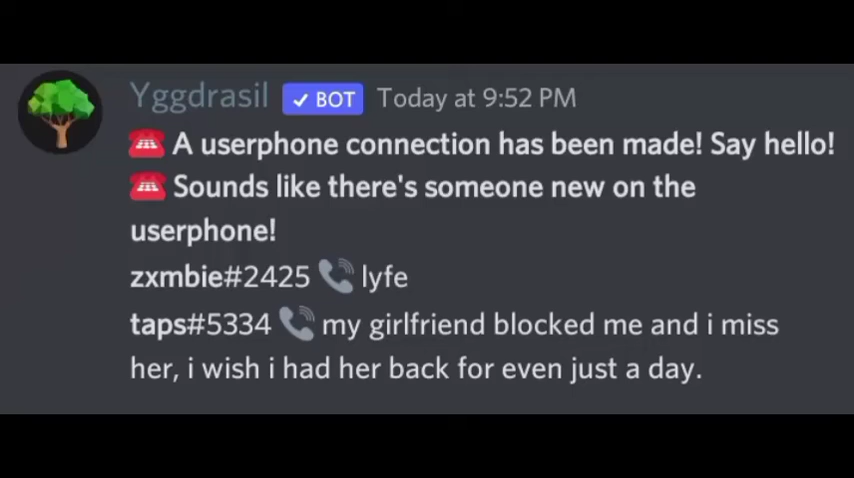 Yggdrasil ✓ BOT Today at 9:52 PM
☎️ A userphone connection has been made! Say hello!
☎️ Sounds like there's someone new on the
userphone!
zxmbie#2425 📞 lyfe
taps#5334 📞 my girlfriend blocked me and i miss
her, i wish i had her back for even just a day.